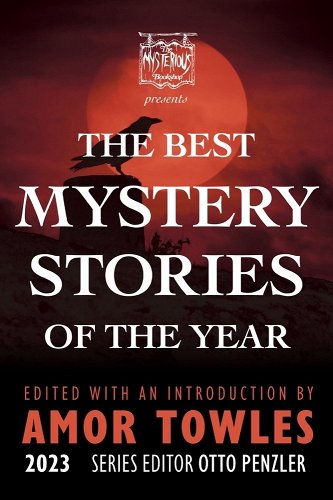 The
MYSTERIOUS
Bookshop
presents
THE BEST
MYSTERY
STORIES
OF THE YEAR
EDITED WITH AN INTRODUCTION BY
AMOR TOWLES
2023 SERIES EDITOR OTTO PENZLER